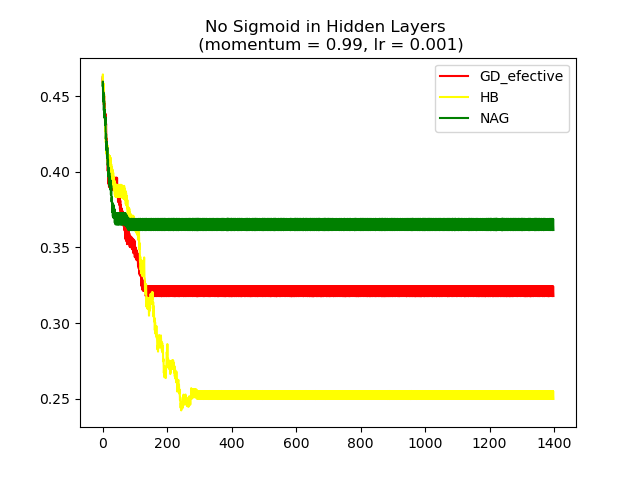 No Sigmoid in Hidden Layers
(momentum = 0.99, lr = 0.001)
GD_efective
HB
NAG
0.45
0.40
0.35
0.30
0.25
0 200 400 600 800 1000 1200 1400